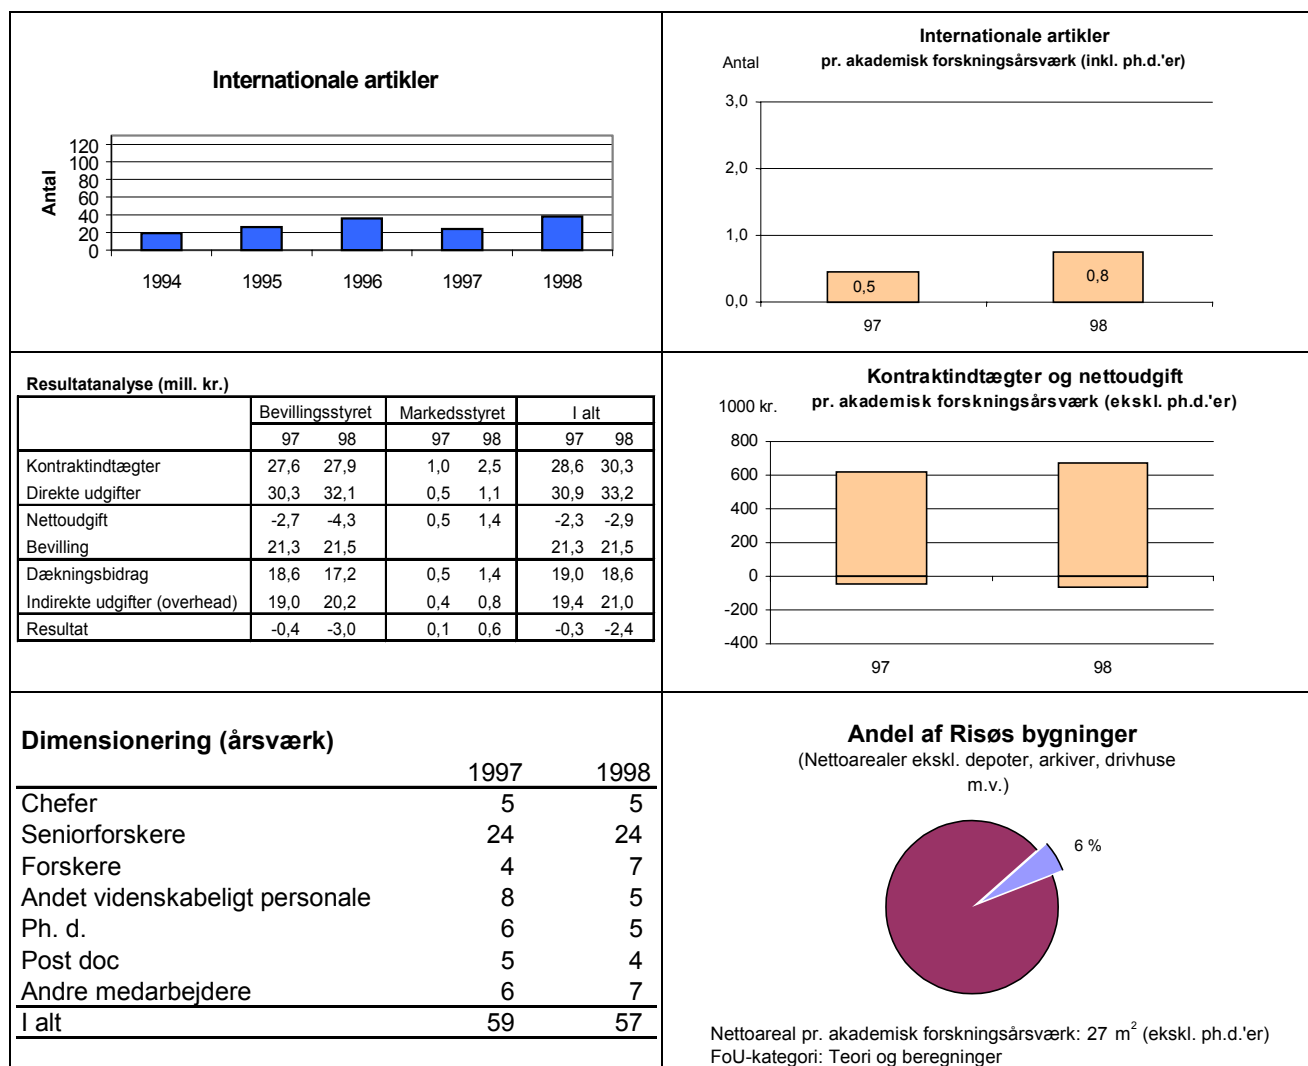 Internationale artikler
Antal
120
100
80
60
40
20
0
1994 1995 1996 1997 1998
Internationale artikler
Antal pr. akademisk forskningsårsværk (inkl. ph.d.'er)
3,0
2,0
1,0
0,0
0,5 0,8
97 98
Resultatanalyse (mill. kr.)
Bevillingsstyret Markedsstyret I alt
97 98 97 98 97 98
Kontraktindtægter 27,6 27,9 1,0 2,5 28,6 30,3
Direkte udgifter 30,3 32,1 0,5 1,1 30,9 33,2
Nettoudgift -2,7 -4,3 0,5 1,4 -2,3 -2,9
Bevilling 21,3 21,5 21,3 21,5
Dækningsbidrag 18,6 17,2 0,5 1,4 19,0 18,6
Indirekte udgifter (overhead) 19,0 20,2 0,4 0,8 19,4 21,0
Resultat -0,4 -3,0 0,1 0,6 -0,3 -2,4
Kontraktindtægter og nettoudgift
1000 kr. pr. akademisk forskningsårsværk (ekskl. ph.d.'er)
800
600
400
200
0
-200
-400
97 98
Dimensionering (årsværk)
1997 1998
Chefer 5 5
Seniorforskere 24 24
Forskere 4 7
Andet videnskabeligt personale 8 5
Ph. d. 6 5
Post doc 5 4
Andre medarbejdere 6 7
I alt 59 57
Andel af Risøs bygninger
(Nettoarealer ekskl. depoter, arkiver, drivhuse
m.v.)
6 %
Nettoareal pr. akademisk forskningsårsværk: 27 m² (ekskl. ph.d.'er)
FoU-kategori: Teori og beregninger